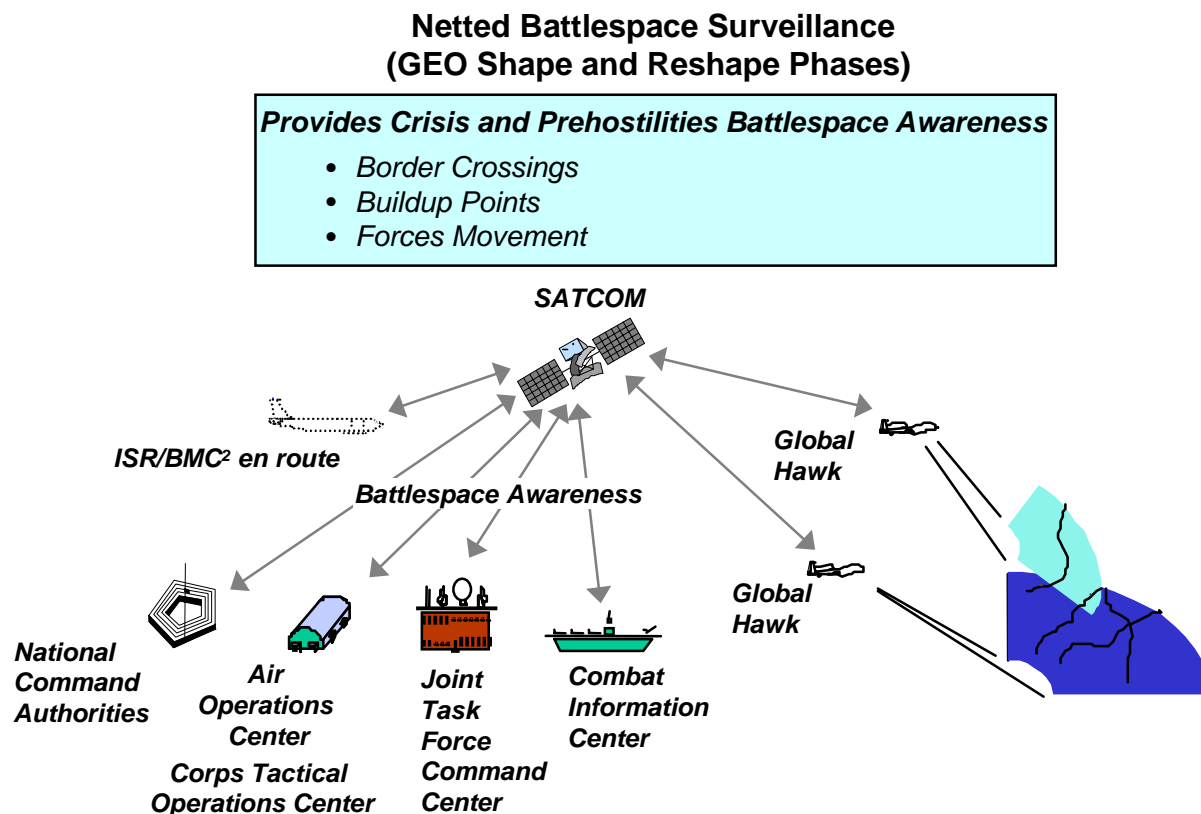 Netted Battlespace Surveillance
(GEO Shape and Reshape Phases)
Provides Crisis and Prehostilities Battlespace Awareness
• Border Crossings
• Buildup Points
• Forces Movement
SATCOM
ISR/BMC² en route
Global
Hawk
Battlespace Awareness
Global
Hawk
National
Command
Authorities
Air
Operations
Center
Corps Tactical
Operations Center
Joint
Task
Force
Command
Center
Combat
Information
Center